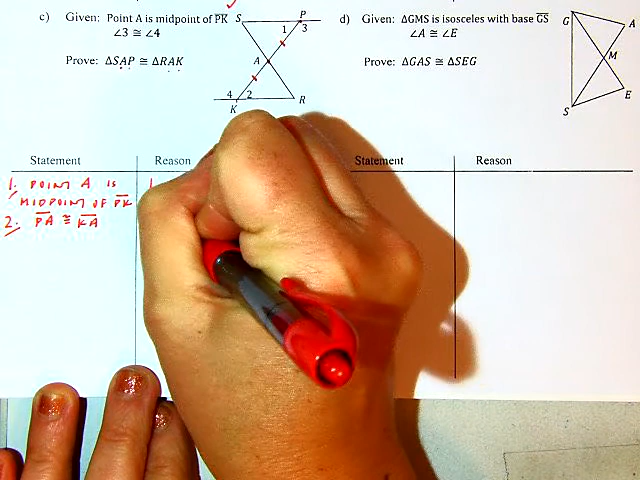 c) Given: Point A is midpoint of PK
∠3 ≅ ∠4
Prove: ΔSAP ≅ ΔRAK
S
P
1
3
A
4
2
K
R
d) Given: ΔGMS is isosceles with base GS
∠A ≅ ∠E
Prove: ΔGAS ≅ ΔSEG
G
A
M
E
S
Statement Reason
1. POINT A IS
MIDPOINT OF PK
2. PA ≅ KA
1
Statement Reason